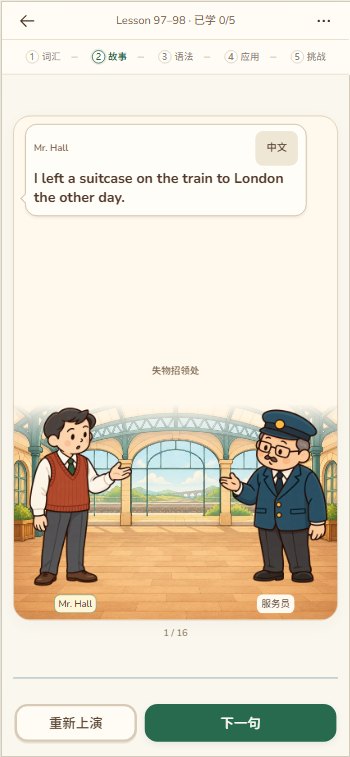 Lesson 97–98 · 已学 0/5
1 词汇 – 2 故事 – 3 语法 – 4 应用 – 5 挑战
Mr. Hall
中文
I left a suitcase on the train to London
the other day.
失物招领处
Mr. Hall
服务员
1 / 16
重新上演
下一句